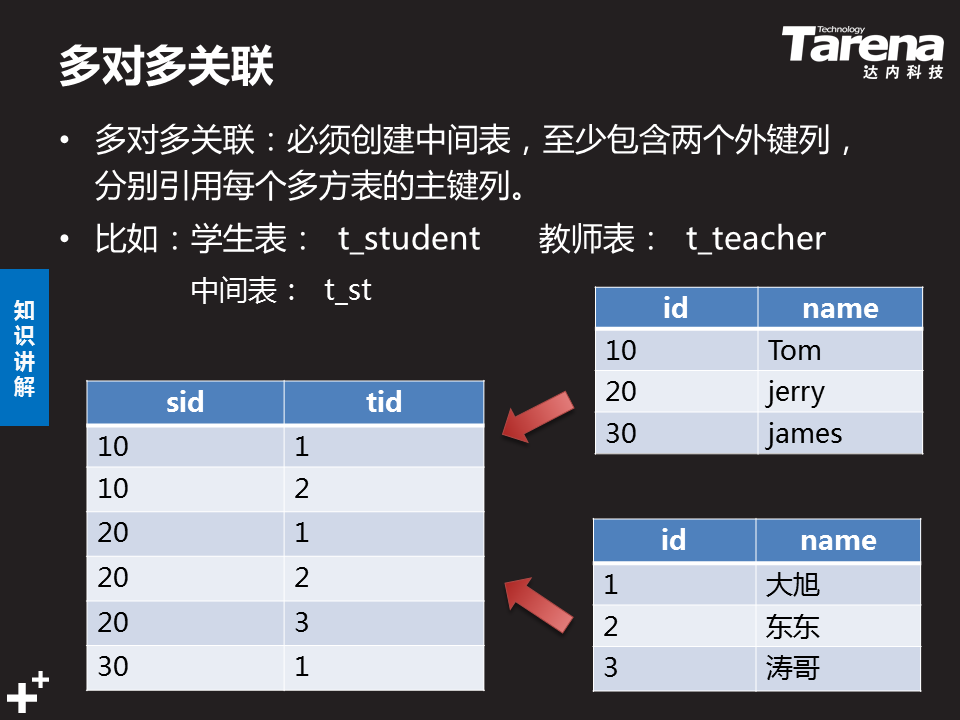 多对多关联
Technology
Tarena
达内科技
• 多对多关联：必须创建中间表，至少包含两个外键列，
分别引用每个多方表的主键列。
• 比如：学生表： t_student 教师表： t_teacher
中间表： t_st
知
识
讲
解
id name
10 Tom
20 jerry
30 james
sid tid
10 1
10 2
20 1
20 2
20 3
30 1
id name
1 大旭
2 东东
3 涛哥